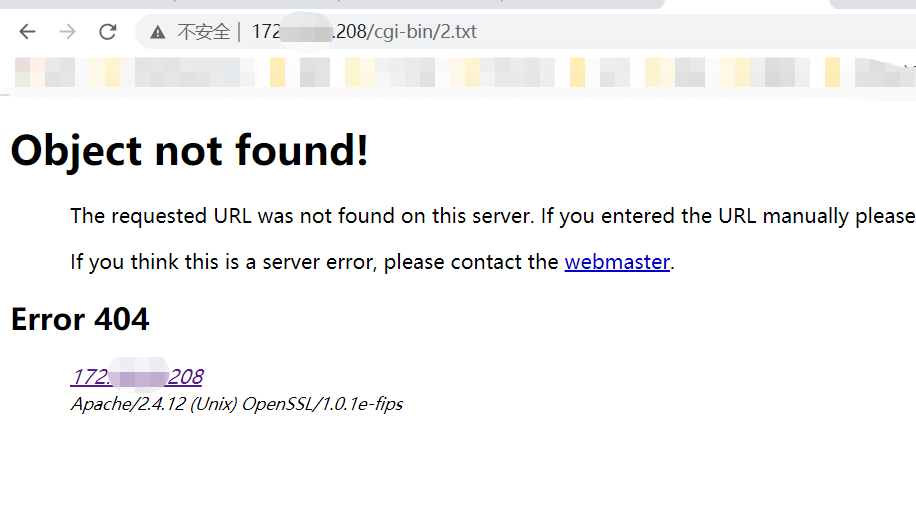 不安全 | 172 .208/cgi-bin/2.txt
Object not found!
The requested URL was not found on this server. If you entered the URL manually please
If you think this is a server error, please contact the webmaster.
Error 404
172. 208
Apache/2.4.12 (Unix) OpenSSL/1.0.1e-fips